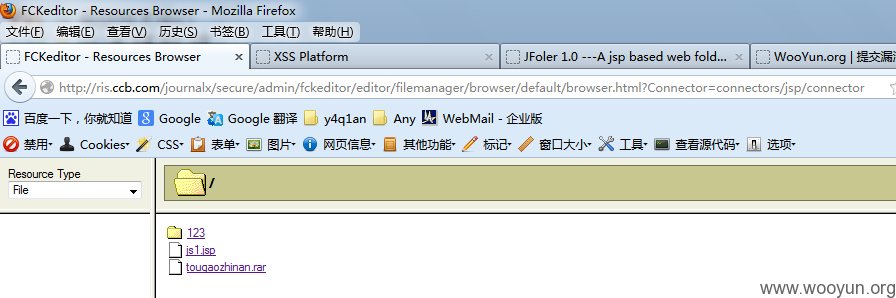 FCKeditor - Resources Browser - Mozilla Firefox
文件(F) 编辑(E) 查看(V) 历史(S) 书签(B) 工具(T) 帮助(H)
FCKeditor - Resources Browser × XSS Platform × JFoler 1.0 ---A jsp based web fold... × WooYun.org | 提交漏
http://ris.ccb.com/journalx/secure/admin/fckeditor/editor/filemanager/browser/default/browser.html?Connector=connectors/jsp/connector
百度一下，你就知道 Google Google 翻译 y4q1an Any WebMail - 企业版
禁用 Cookies CSS 表单 图片 网页信息 其他功能 标记 窗口大小 工具 查看源代码 选项
Resource Type
File
/
123
js1.jsp
tougaozhinan.rar
www.wooyun.org